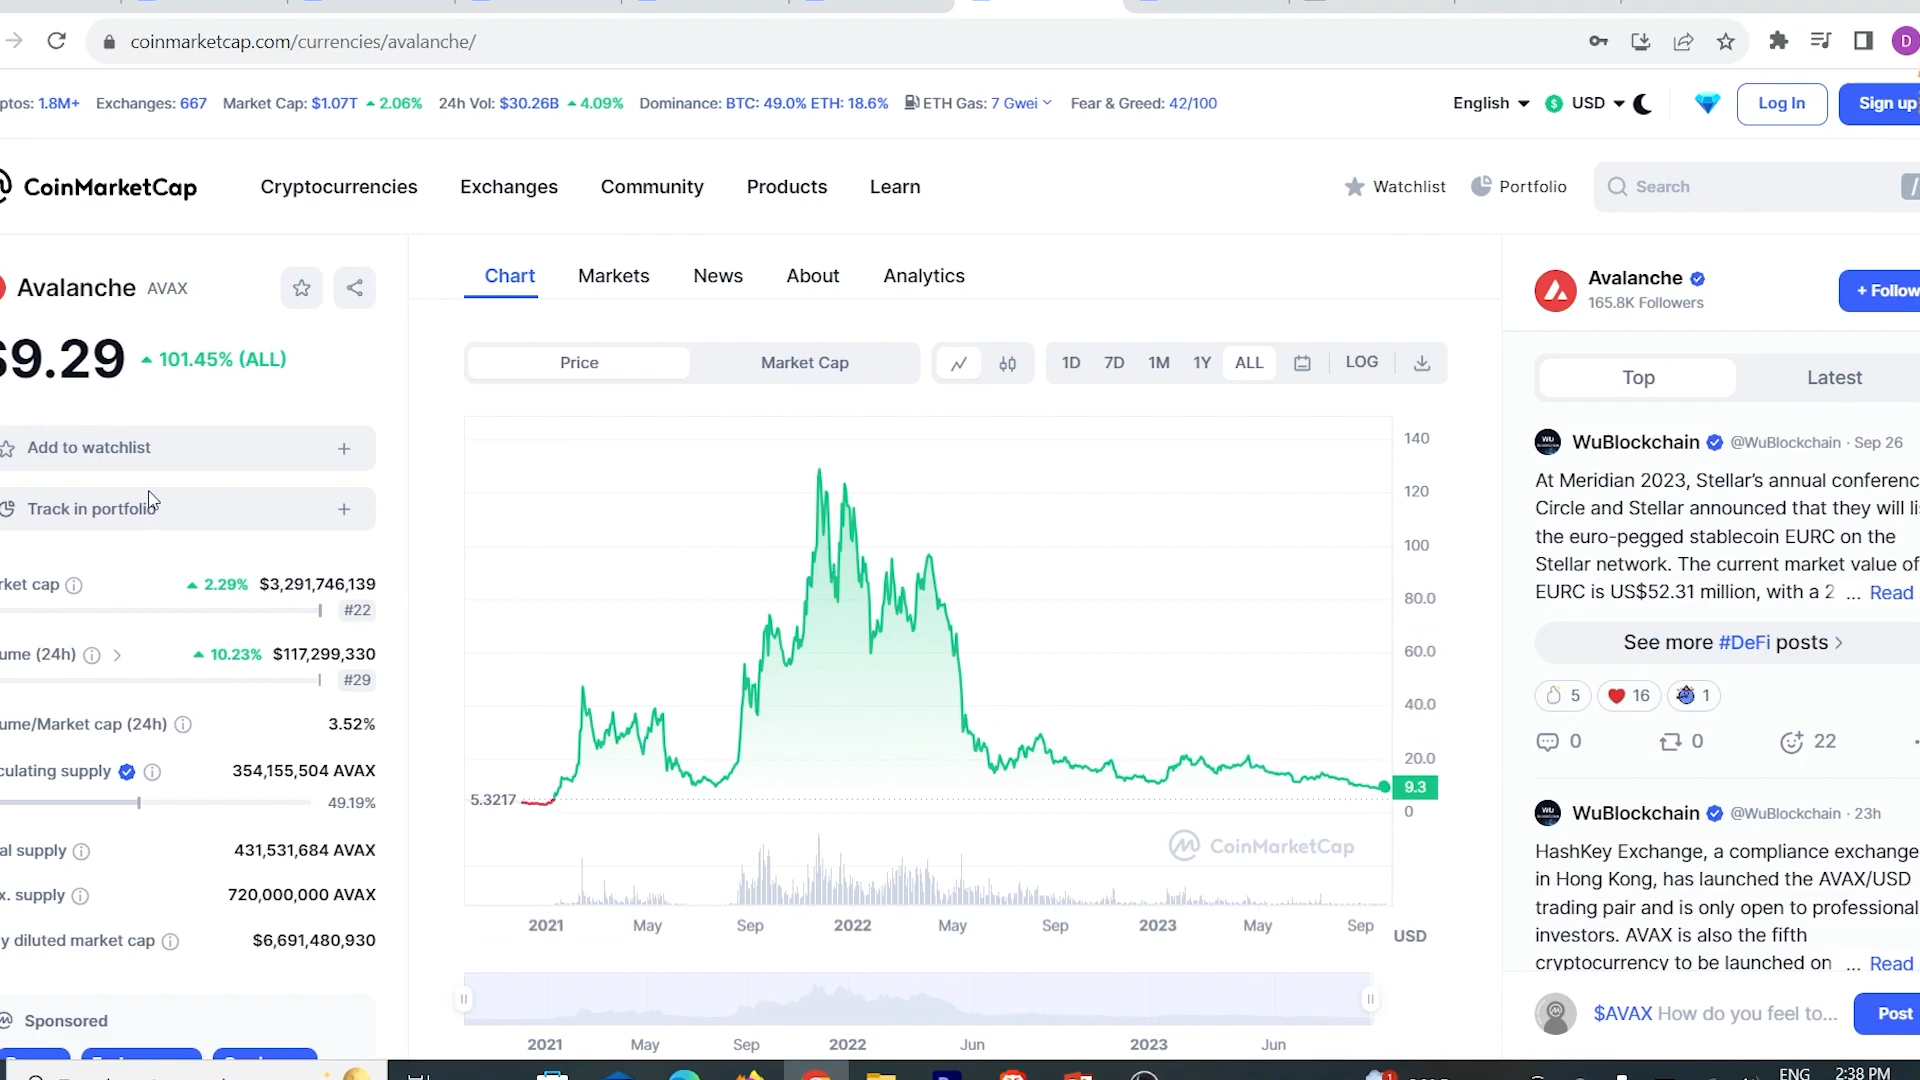 coinmarketcap.com/currencies/avalanche/
D
ptos: 1.8M+ Exchanges: 667 Market Cap: $1.07T 2.06% 24h Vol: $30.26B 4.09% Dominance: BTC: 49.0% ETH: 18.6% ETH Gas: 7 Gwei Fear & Greed: 42/100
English USD Log In Sign up
CoinMarketCap Cryptocurrencies Exchanges Community Products Learn Watchlist Portfolio Search /
Avalanche AVAX
$9.29 101.45% (ALL)
Add to watchlist +
Track in portfolio +
rket cap 2.29% $3,291,746,139
#22
ume (24h) 10.23% $117,299,330
#29
ume/Market cap (24h) 3.52%
culating supply 354,155,504 AVAX
49.19%
al supply 431,531,684 AVAX
x. supply 720,000,000 AVAX
y diluted market cap $6,691,480,930
Sponsored
Chart Markets News About Analytics
Price Market Cap 1D 7D 1M 1Y ALL LOG
140
120
100
80.0
60.0
40.0
20.0
9.3
0
5.3217
CoinMarketCap
2021 May Sep 2022 May Sep 2023 May Sep
USD
2021 May Sep 2022 Jun 2023 Jun
Avalanche
165.8K Followers
+ Follow
Top Latest
WuBlockchain @WuBlockchain · Sep 26
At Meridian 2023, Stellar's annual conferenc
Circle and Stellar announced that they will li
the euro-pegged stablecoin EURC on the
Stellar network. The current market value of
EURC is US$52.31 million, with a 2 ... Read
See more #DeFi posts >
5 16 1
0 0 22
WuBlockchain @WuBlockchain · 23h
HashKey Exchange, a compliance exchange
in Hong Kong, has launched the AVAX/USD
trading pair and is only open to professional
investors. AVAX is also the fifth
cryptocurrency to be launched on ... Read
$AVAX How do you feel to... Post
ENG 2:38 PM